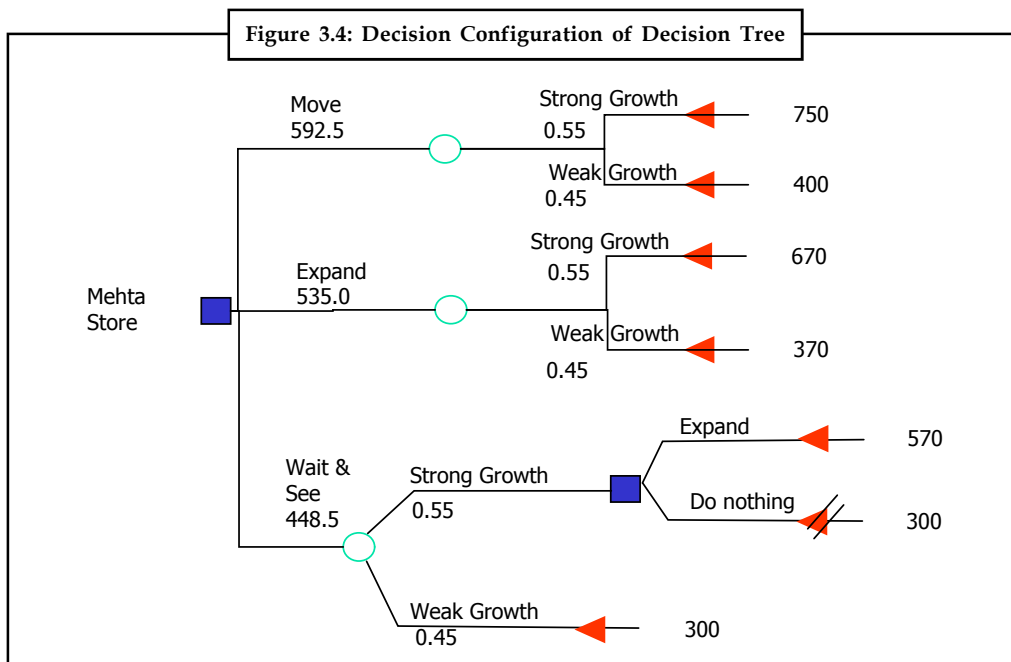 Figure 3.4: Decision Configuration of Decision Tree
Move
592.5
Strong Growth
0.55
750
Weak Growth
0.45
400
Mehta
Store
Expand
535.0
Strong Growth
0.55
670
Weak Growth
0.45
370
Wait &
See
448.5
Strong Growth
0.55
Expand
570
Do nothing
300
Weak Growth
0.45
300